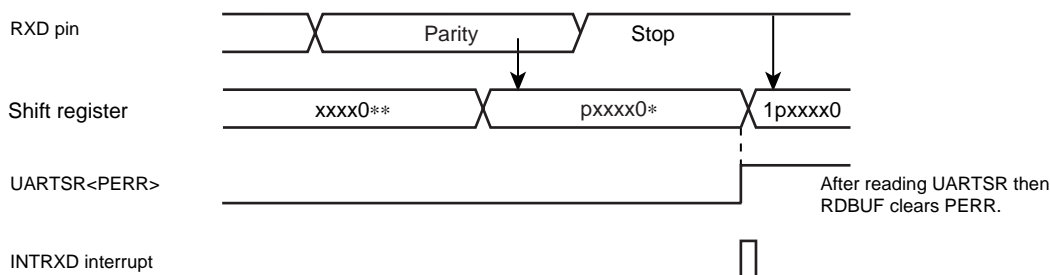 RXD pin
Parity
Stop
Shift register
xxxx0**
pxxxx0*
1pxxxx0
UARTSR<PERR>
After reading UARTSR then
RDBUF clears PERR.
INTRXD interrupt